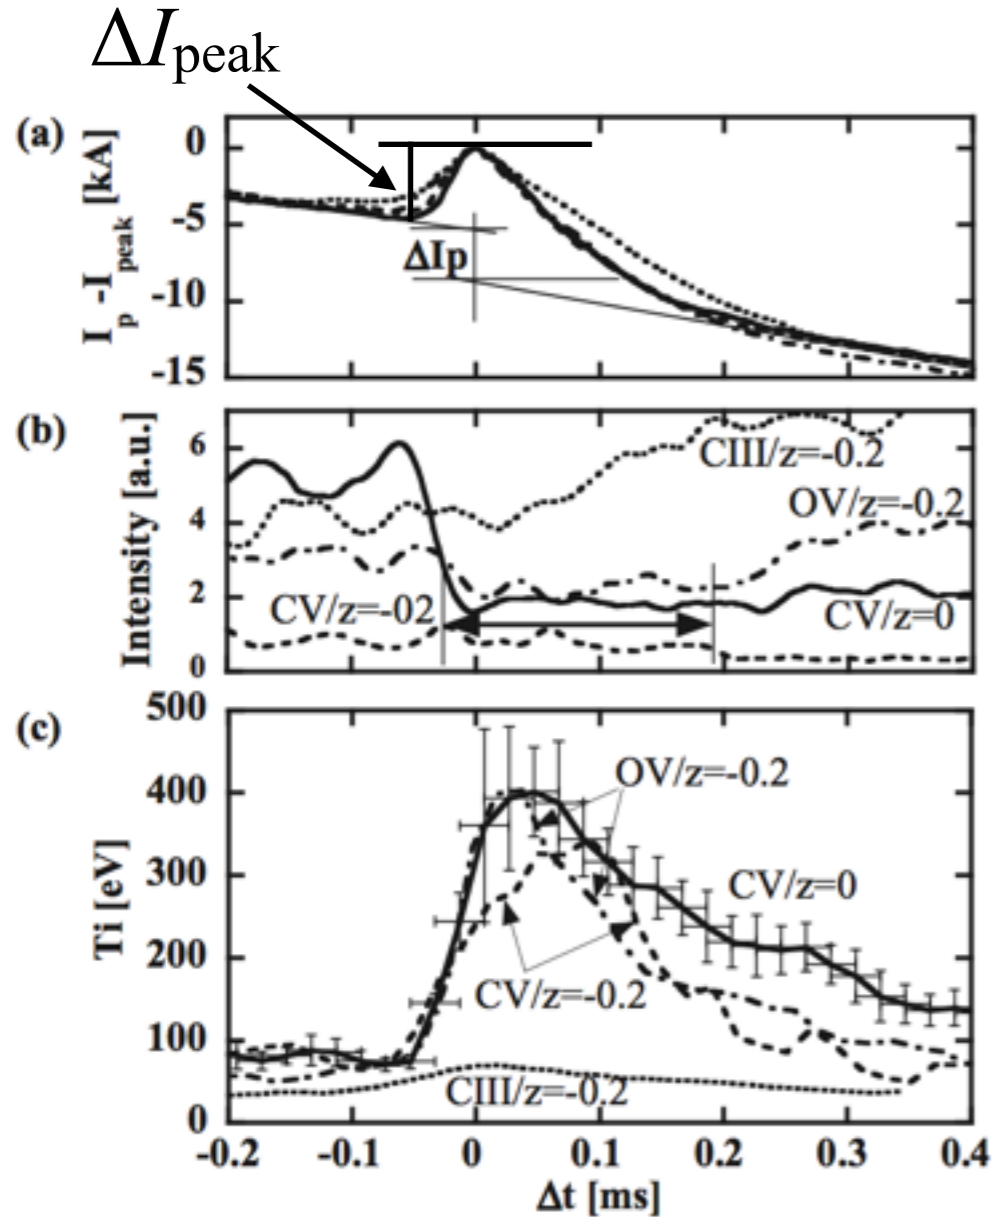 ΔIpeak
(a)
Ip -Ipeak [kA]
0
-5
-10
-15
ΔIp
(b)
Intensity [a.u.]
6
4
2
0
CIII/z=-0.2
OV/z=-0.2
CV/z=-02
CV/z=0
(c)
Ti [eV]
500
400
300
200
100
0
OV/z=-0.2
CV/z=0
CV/z=-0.2
CIII/z=-0.2
-0.2 -0.1 0 0.1 0.2 0.3 0.4
Δt [ms]